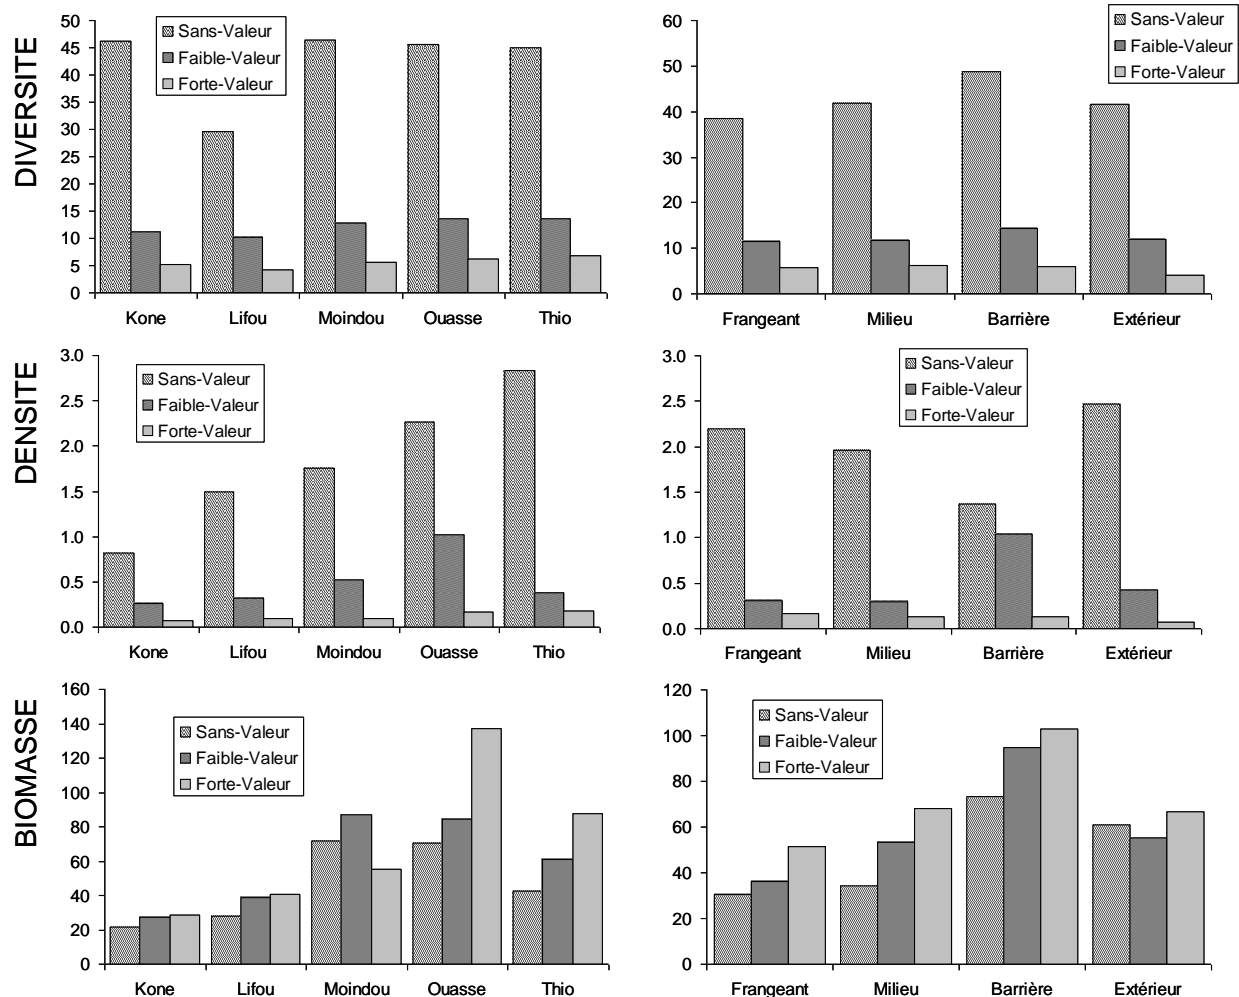 DIVERSITE
50
45
40
35
30
25
20
15
10
5
0
Sans-Valeur
Faible-Valeur
Forte-Valeur
Kone Lifou Moindou Ouasse Thio
60
50
40
30
20
10
0
Sans-Valeur
Faible-Valeur
Forte-Valeur
Frangeant Milieu Barrière Extérieur
DENSITE
3.0
2.5
2.0
1.5
1.0
0.5
0.0
Sans-Valeur
Faible-Valeur
Forte-Valeur
Kone Lifou Moindou Ouasse Thio
3.0
2.5
2.0
1.5
1.0
0.5
0.0
Sans-Valeur
Faible-Valeur
Forte-Valeur
Frangeant Milieu Barrière Extérieur
BIOMASSE
160
140
120
100
80
60
40
20
0
Sans-Valeur
Faible-Valeur
Forte-Valeur
Kone Lifou Moindou Ouasse Thio
120
100
80
60
40
20
0
Sans-Valeur
Faible-Valeur
Forte-Valeur
Frangeant Milieu Barrière Extérieur